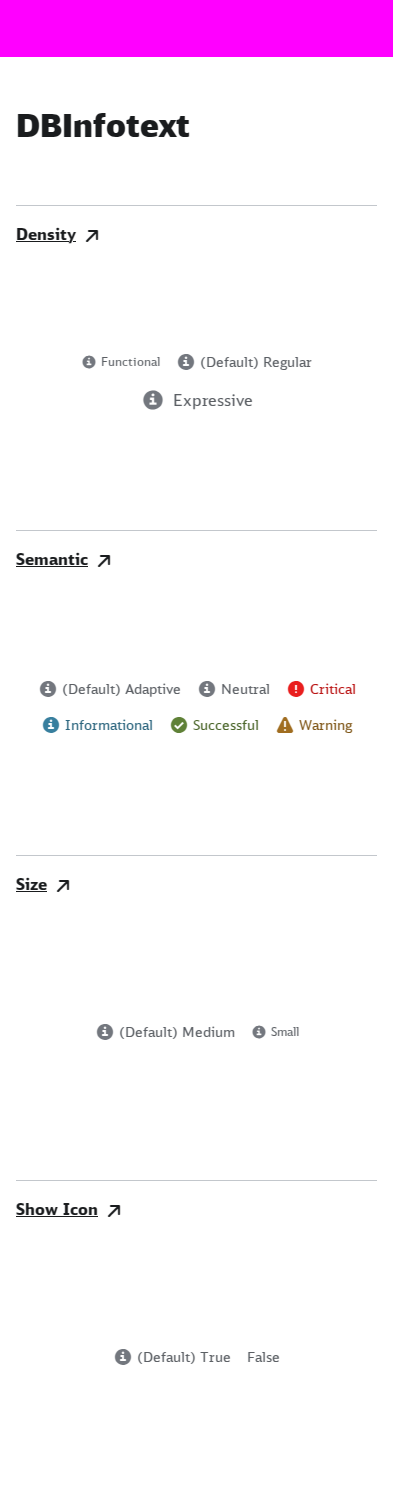 DBInfotext
Density
Functional (Default) Regular
Expressive
Semantic
(Default) Adaptive Neutral Critical
Informational Successful Warning
Size
(Default) Medium Small
Show Icon
(Default) True False